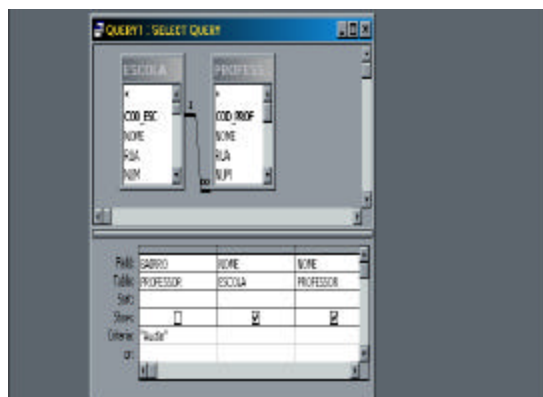 QUERY1 : SELECT QUERY
ESCOLA PROFESS
* *
COD_ESC COD_PROF
NOME NOME
RUA RUA
NUM NUM
1
∞
Field: BAIRRO NOME NOME
Table: PROFESSOR ESCOLA PROFESSOR
Sort:
Show:
Criteria:
or: